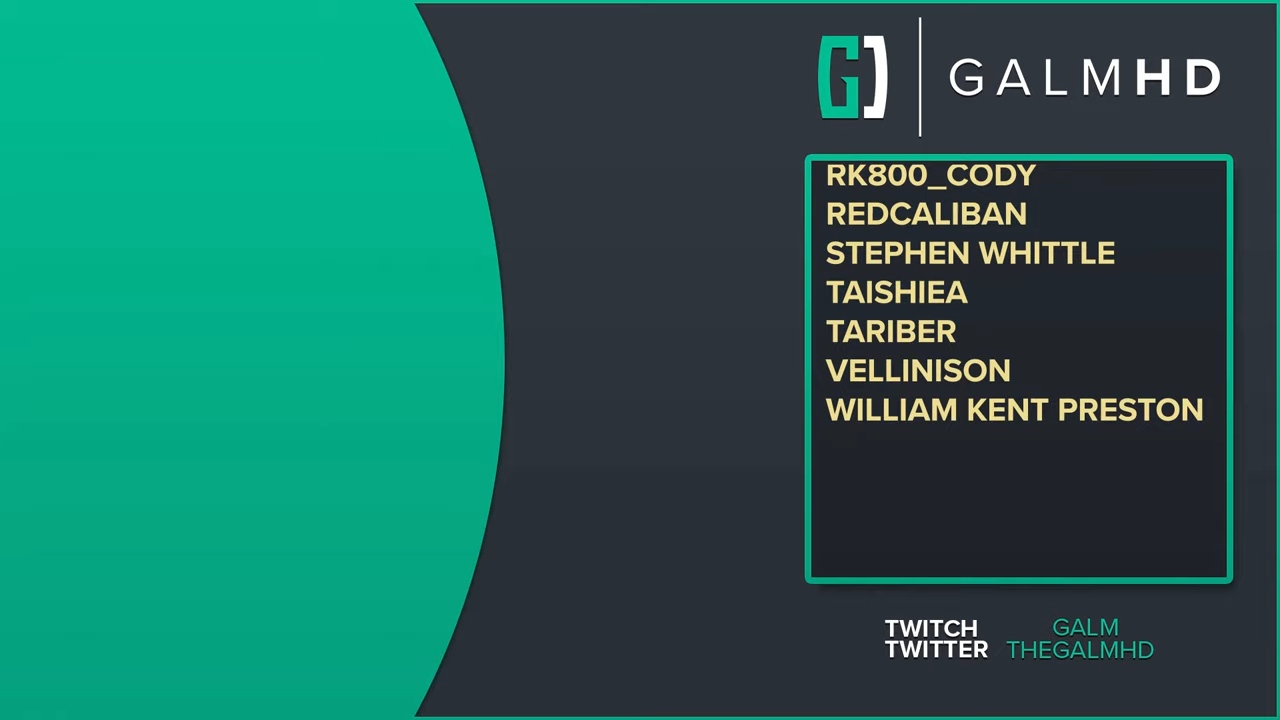 GALMHD
RK800_CODY
REDCALIBAN
STEPHEN WHITTLE
TAISHIEA
TARIBER
VELLINISON
WILLIAM KENT PRESTON
TWITCH GALM
TWITTER THEGALMHD